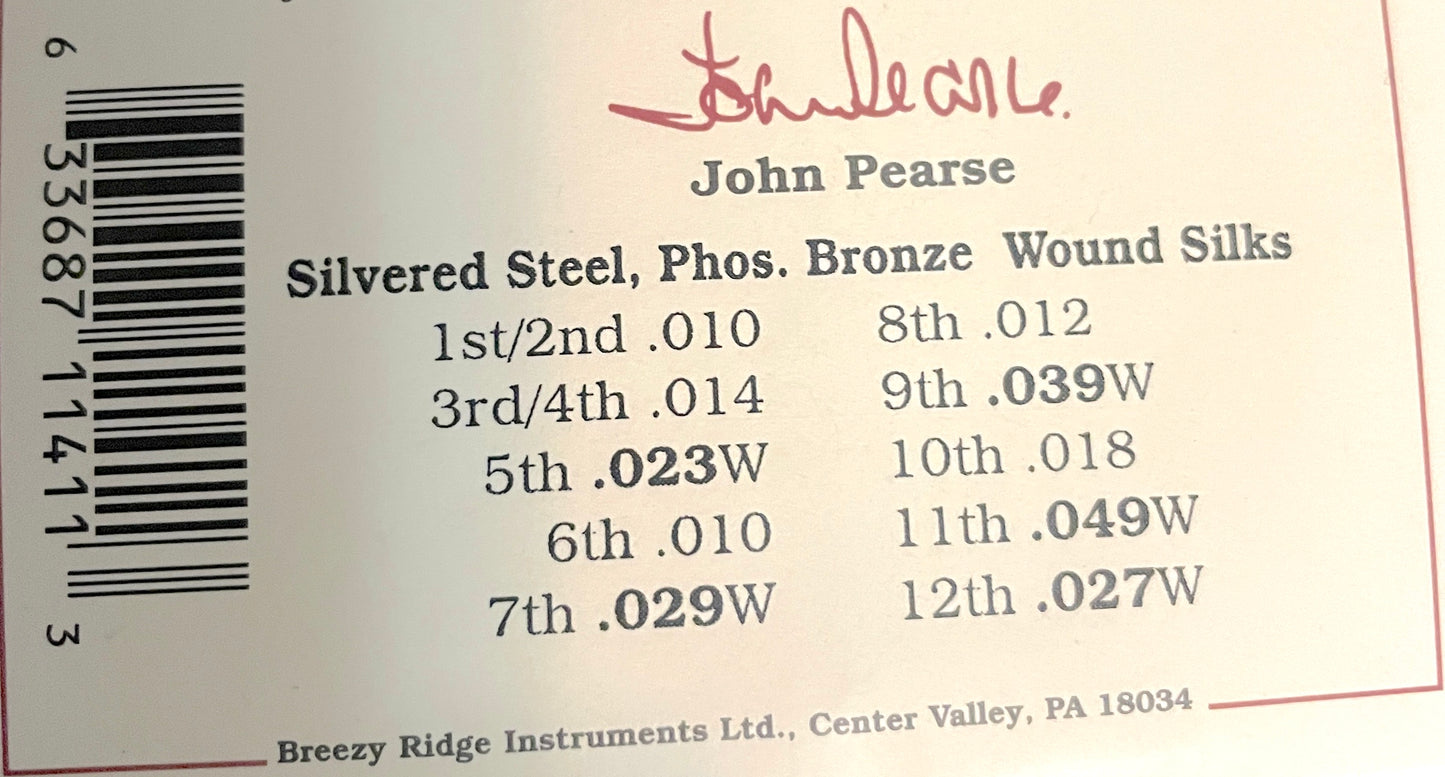 John Pearse.
John Pearse
Silvered Steel, Phos. Bronze Wound Silks
1st/2nd .010 8th .012
3rd/4th .014 9th .039W
5th .023W 10th .018
6th .010 11th .049W
7th .029W 12th .027W
Breezy Ridge Instruments Ltd., Center Valley, PA 18034
6 33687 11411 3